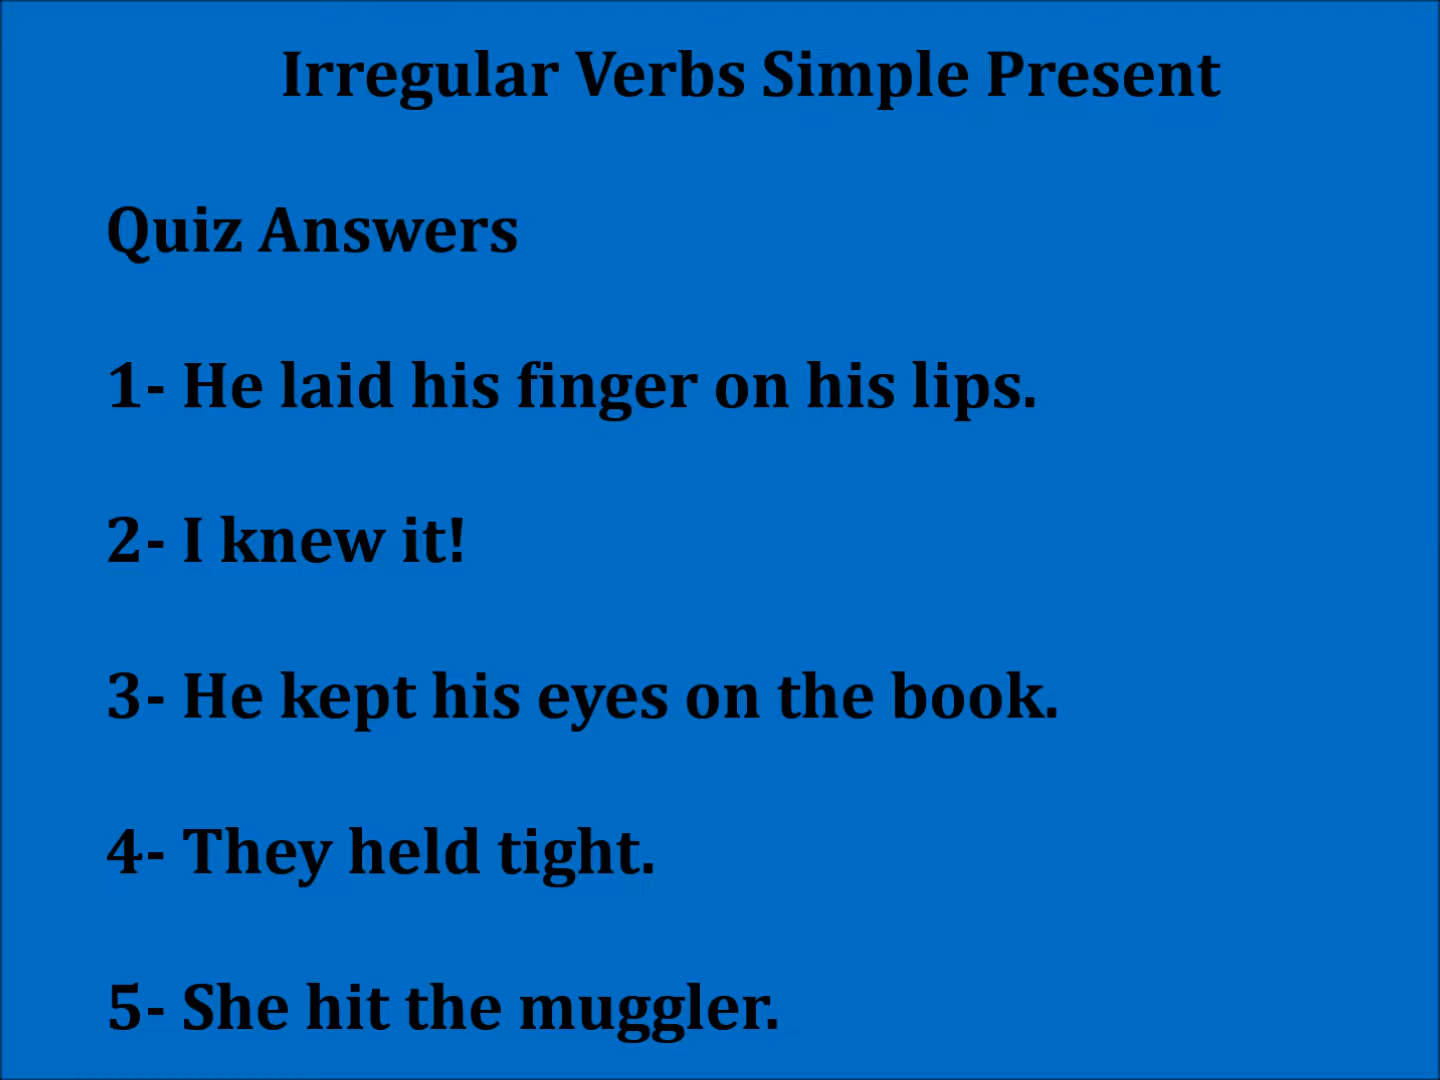 Irregular Verbs Simple Present
Quiz Answers
1- He laid his finger on his lips.
2- I knew it!
3- He kept his eyes on the book.
4- They held tight.
5- She hit the muggler.